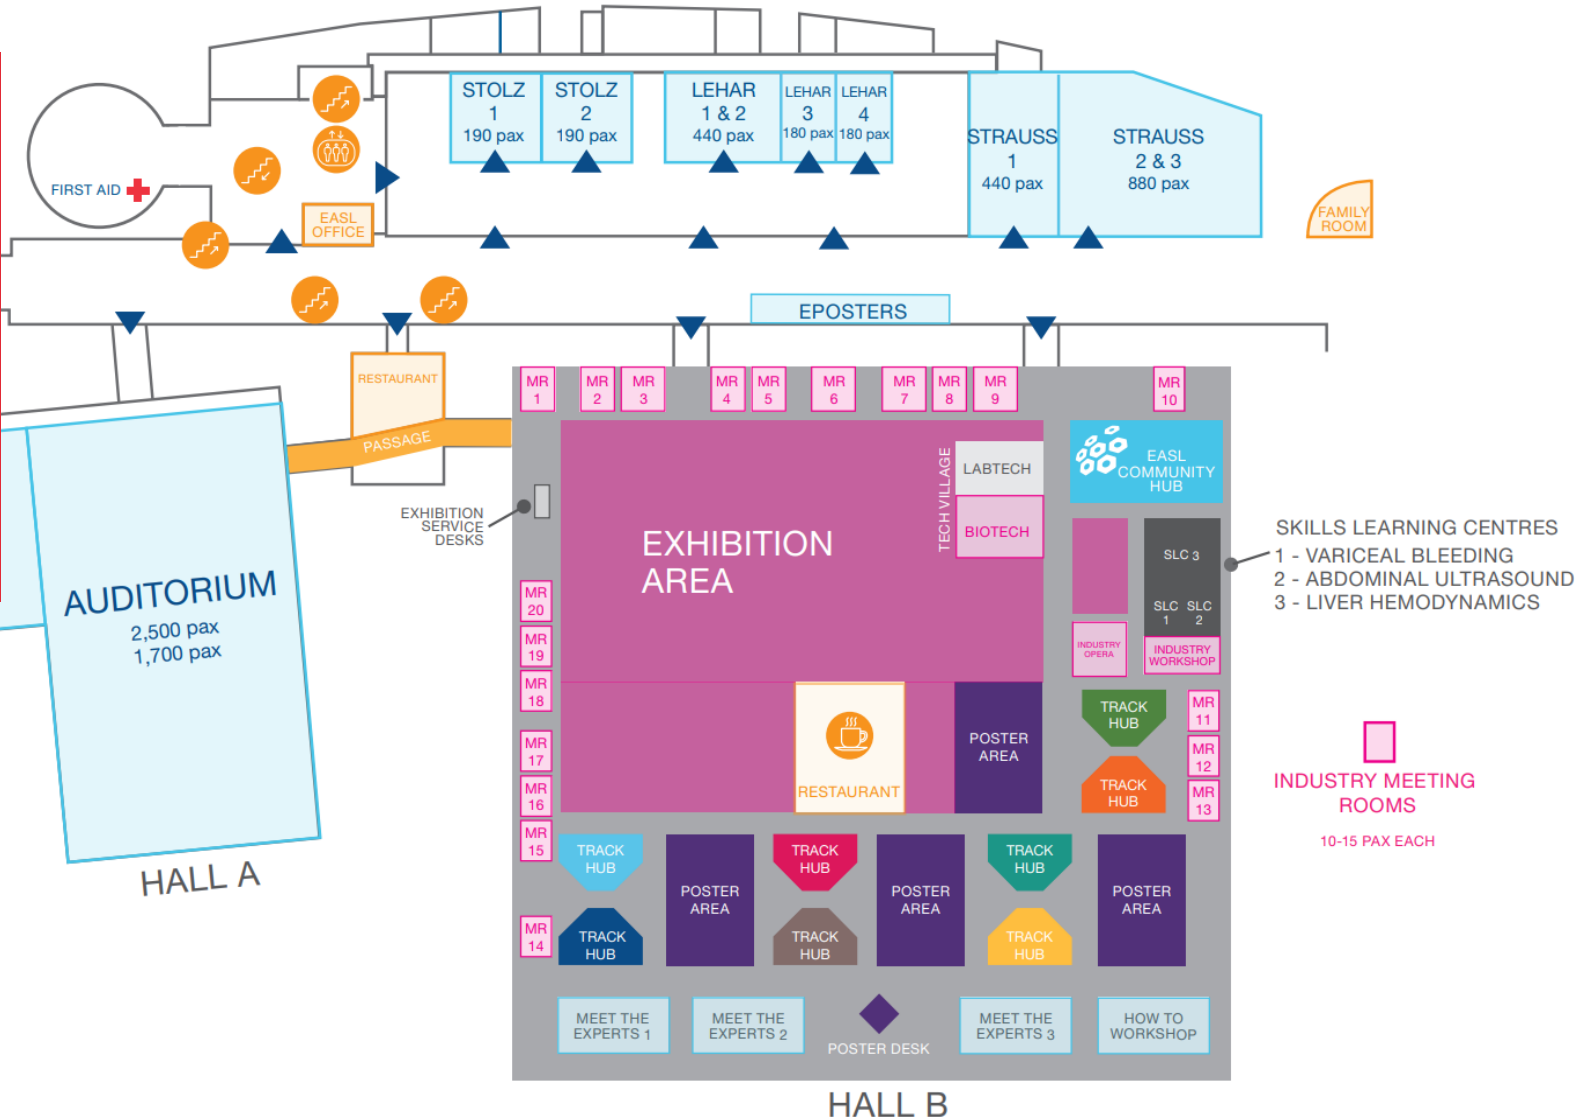 STOLZ
1
190 pax
STOLZ
2
190 pax
LEHAR
1 & 2
440 pax
LEHAR
3
180 pax
LEHAR
4
180 pax
STRAUSS
1
440 pax
STRAUSS
2 & 3
880 pax
FIRST AID
EASL
OFFICE
FAMILY
ROOM
EPOSTERS
RESTAURANT
PASSAGE
AUDITORIUM
2,500 pax
1,700 pax
HALL A
MR
1
MR
2
MR
3
MR
4
MR
5
MR
6
MR
7
MR
8
MR
9
MR
10
EXHIBITION
SERVICE
DESKS
EXHIBITION
AREA
TECH VILLAGE
LABTECH
BIOTECH
EASL
COMMUNITY
HUB
SLC 3
SLC
1
SLC
2
INDUSTRY
OPERA
INDUSTRY
WORKSHOP
SKILLS LEARNING CENTRES
1 - VARICEAL BLEEDING
2 - ABDOMINAL ULTRASOUND
3 - LIVER HEMODYNAMICS
MR
20
MR
19
MR
18
MR
17
MR
16
MR
15
MR
14
RESTAURANT
POSTER
AREA
TRACK
HUB
TRACK
HUB
MR
11
MR
12
MR
13
INDUSTRY MEETING
ROOMS
10-15 PAX EACH
TRACK
HUB
TRACK
HUB
POSTER
AREA
TRACK
HUB
TRACK
HUB
POSTER
AREA
TRACK
HUB
TRACK
HUB
POSTER
AREA
MEET THE
EXPERTS 1
MEET THE
EXPERTS 2
POSTER DESK
MEET THE
EXPERTS 3
HOW TO
WORKSHOP
HALL B